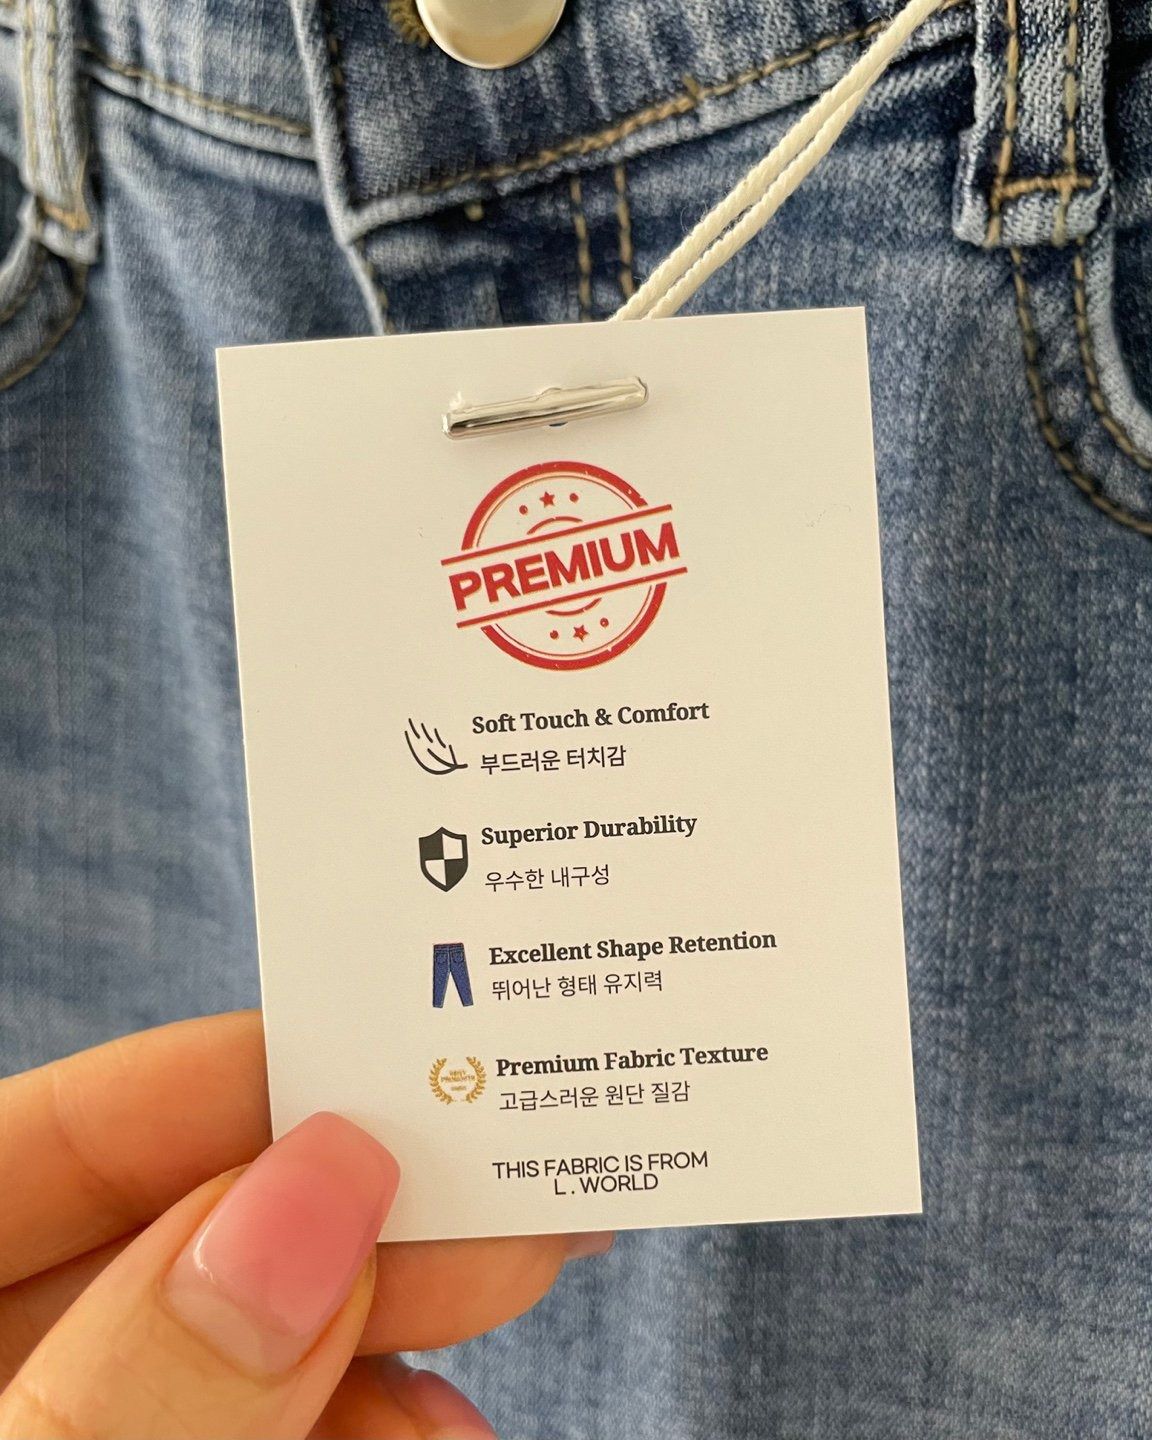 PREMIUM
Soft Touch & Comfort
부드러운 터치감
Superior Durability
우수한 내구성
Excellent Shape Retention
뛰어난 형태 유지력
Premium Fabric Texture
고급스러운 원단 질감
THIS FABRIC IS FROM
L . WORLD